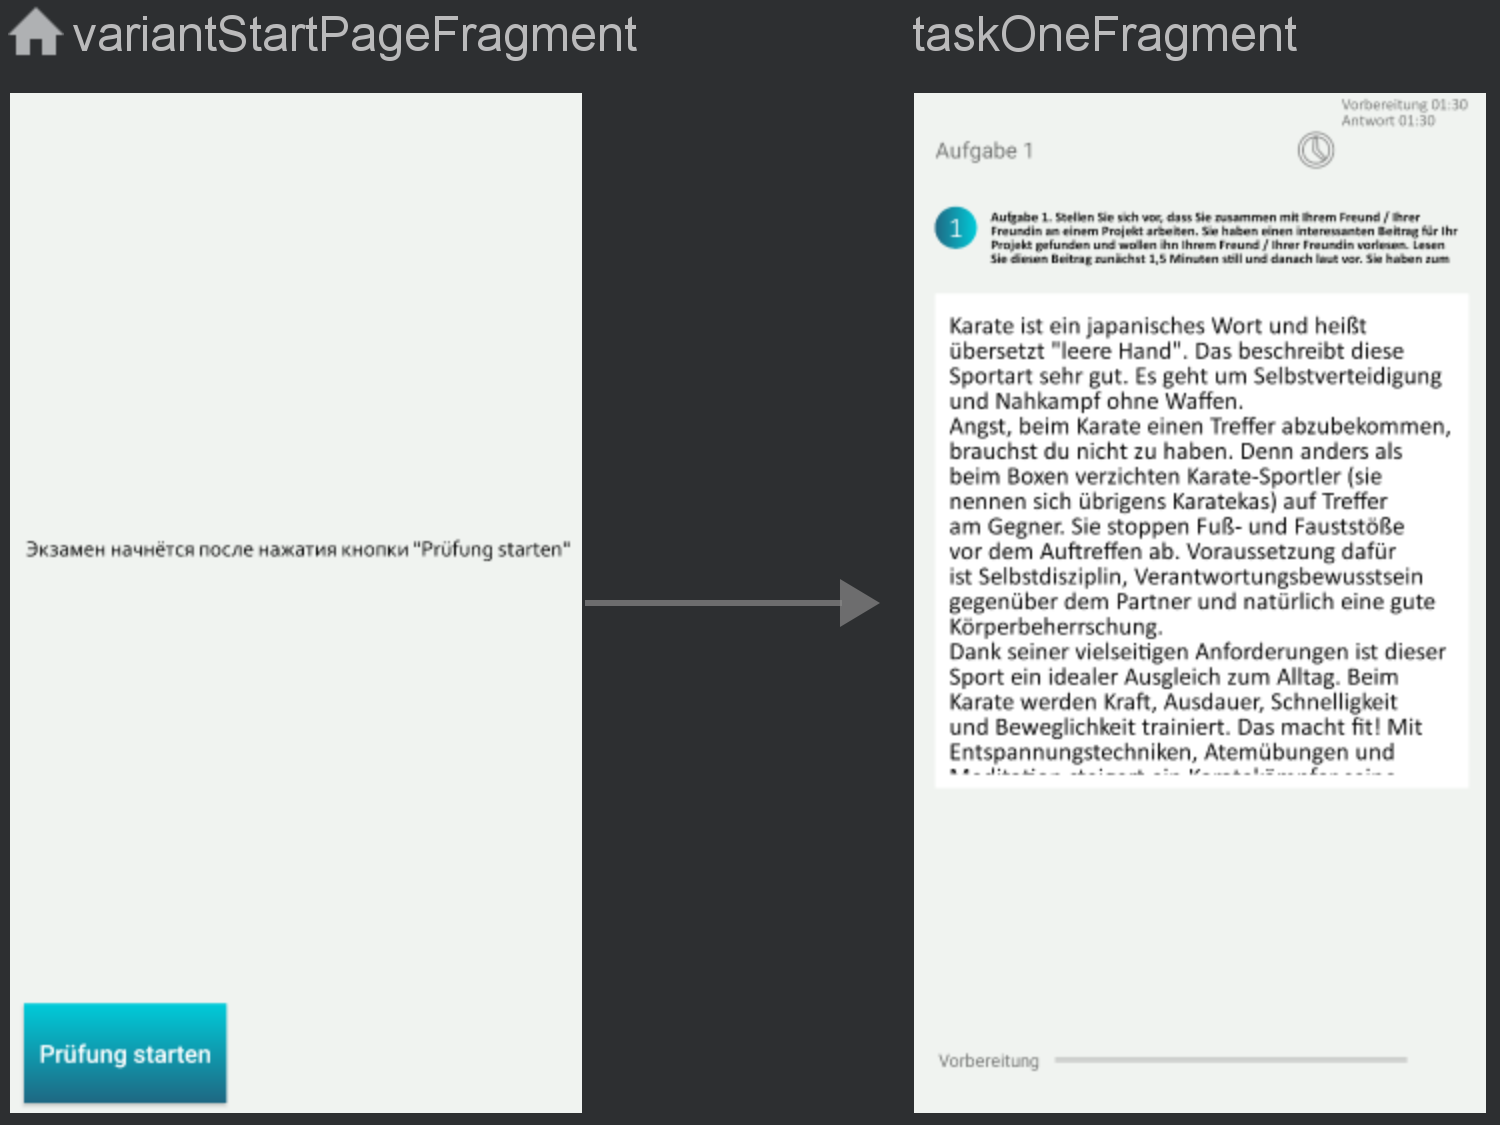 variantStartPageFragment
Экзамен начнётся после нажатия кнопки "Prüfung starten"
Prüfung starten
taskOneFragment
Vorbereitung 01:30
Antwort 01:30
Aufgabe 1
1
Aufgabe 1. Stellen Sie sich vor, dass Sie zusammen mit Ihrem Freund / Ihrer
Freundin an einem Projekt arbeiten. Sie haben einen interessanten Beitrag für Ihr
Projekt gefunden und wollen ihn Ihrem Freund / Ihrer Freundin vorlesen. Lesen
Sie diesen Beitrag zunächst 1,5 Minuten still und danach laut vor. Sie haben zum
Karate ist ein japanisches Wort und heißt
übersetzt "leere Hand". Das beschreibt diese
Sportart sehr gut. Es geht um Selbstverteidigung
und Nahkampf ohne Waffen.
Angst, beim Karate einen Treffer abzubekommen,
brauchst du nicht zu haben. Denn anders als
beim Boxen verzichten Karate-Sportler (sie
nennen sich übrigens Karatekas) auf Treffer
am Gegner. Sie stoppen Fuß- und Fauststöße
vor dem Auftreffen ab. Voraussetzung dafür
ist Selbstdisziplin, Verantwortungsbewusstsein
gegenüber dem Partner und natürlich eine gute
Körperbeherrschung.
Dank seiner vielseitigen Anforderungen ist dieser
Sport ein idealer Ausgleich zum Alltag. Beim
Karate werden Kraft, Ausdauer, Schnelligkeit
und Beweglichkeit trainiert. Das macht fit! Mit
Entspannungstechniken, Atemübungen und
Vorbereitung